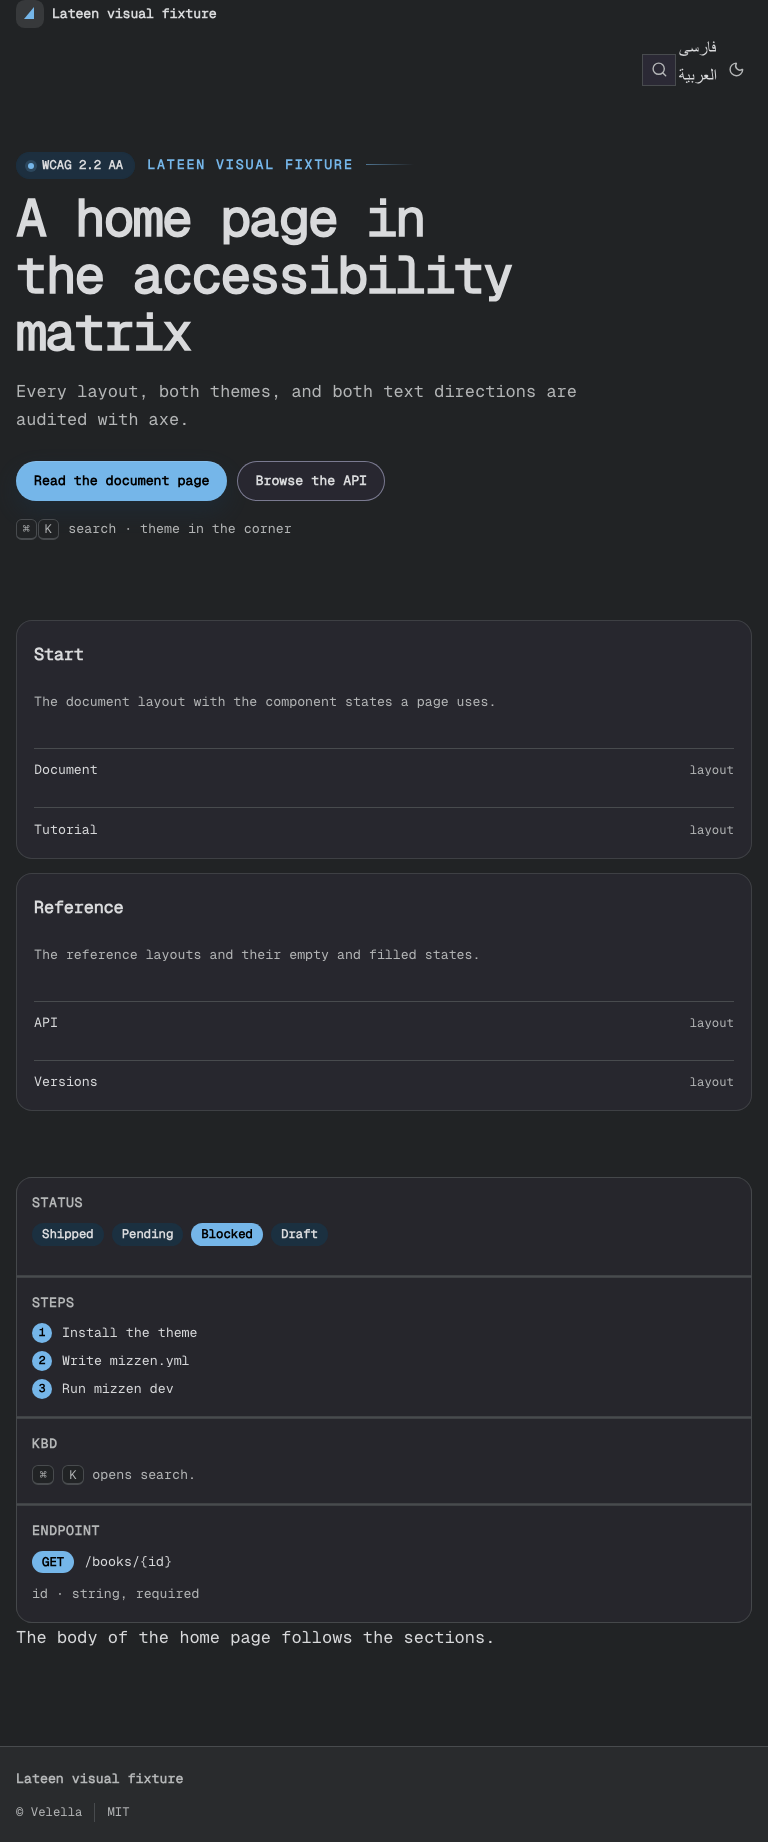 Lateen visual fixture
فارسی
العربية
WCAG 2.2 AA
LATEEN VISUAL FIXTURE
A home page in
the accessibility
matrix
Every layout, both themes, and both text directions are
audited with axe.
Read the document page
Browse the API
⌘ K search · theme in the corner
Start
The document layout with the component states a page uses.
Document layout
Tutorial layout
Reference
The reference layouts and their empty and filled states.
API layout
Versions layout
STATUS
Shipped Pending Blocked Draft
STEPS
1 Install the theme
2 Write mizzen.yml
3 Run mizzen dev
KBD
⌘ K opens search.
ENDPOINT
GET /books/{id}
id · string, required
The body of the home page follows the sections.
Lateen visual fixture
© Velella MIT